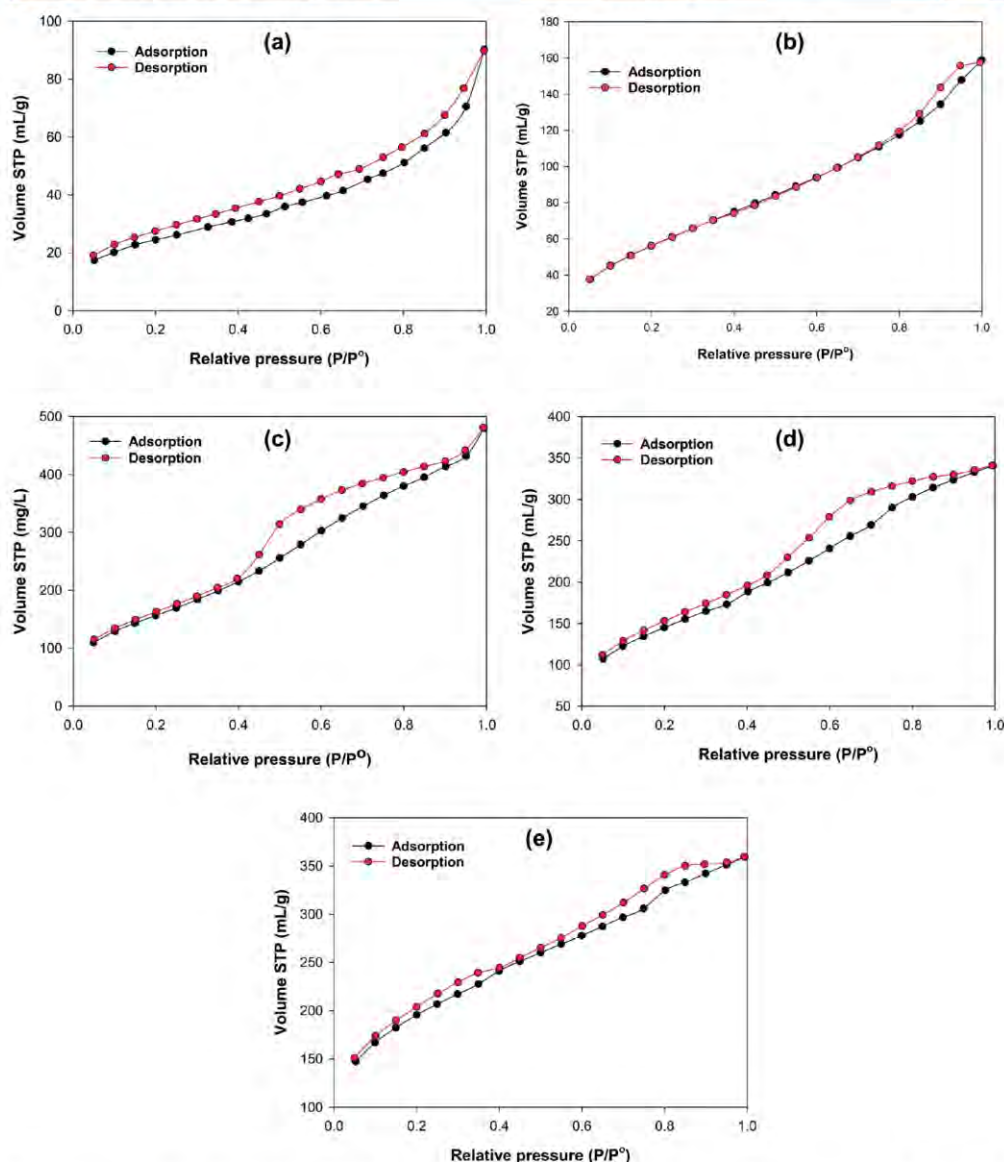 (a)
Adsorption
Desorption
Volume STP (mL/g)
100
80
60
40
20
0
0.0 0.2 0.4 0.6 0.8 1.0
Relative pressure (P/P°)
(b)
Adsorption
Desorption
Volume STP (mL/g)
180
160
140
120
100
80
60
40
20
0.0 0.2 0.4 0.6 0.8 1.0
Relative pressure (P/P°)
(c)
Adsorption
Desorption
Volume STP (mg/L)
500
400
300
200
100
0
0.0 0.2 0.4 0.6 0.8 1.0
Relative pressure (P/Pᴼ)
(d)
Adsorption
Desorption
Volume STP (mL/g)
400
350
300
250
200
150
100
50
0.0 0.2 0.4 0.6 0.8 1.0
Relative pressure (P/P°)
(e)
Adsorption
Desorption
Volume STP (mL/g)
400
350
300
250
200
150
100
0.0 0.2 0.4 0.6 0.8 1.0
Relative pressure (P/P°)